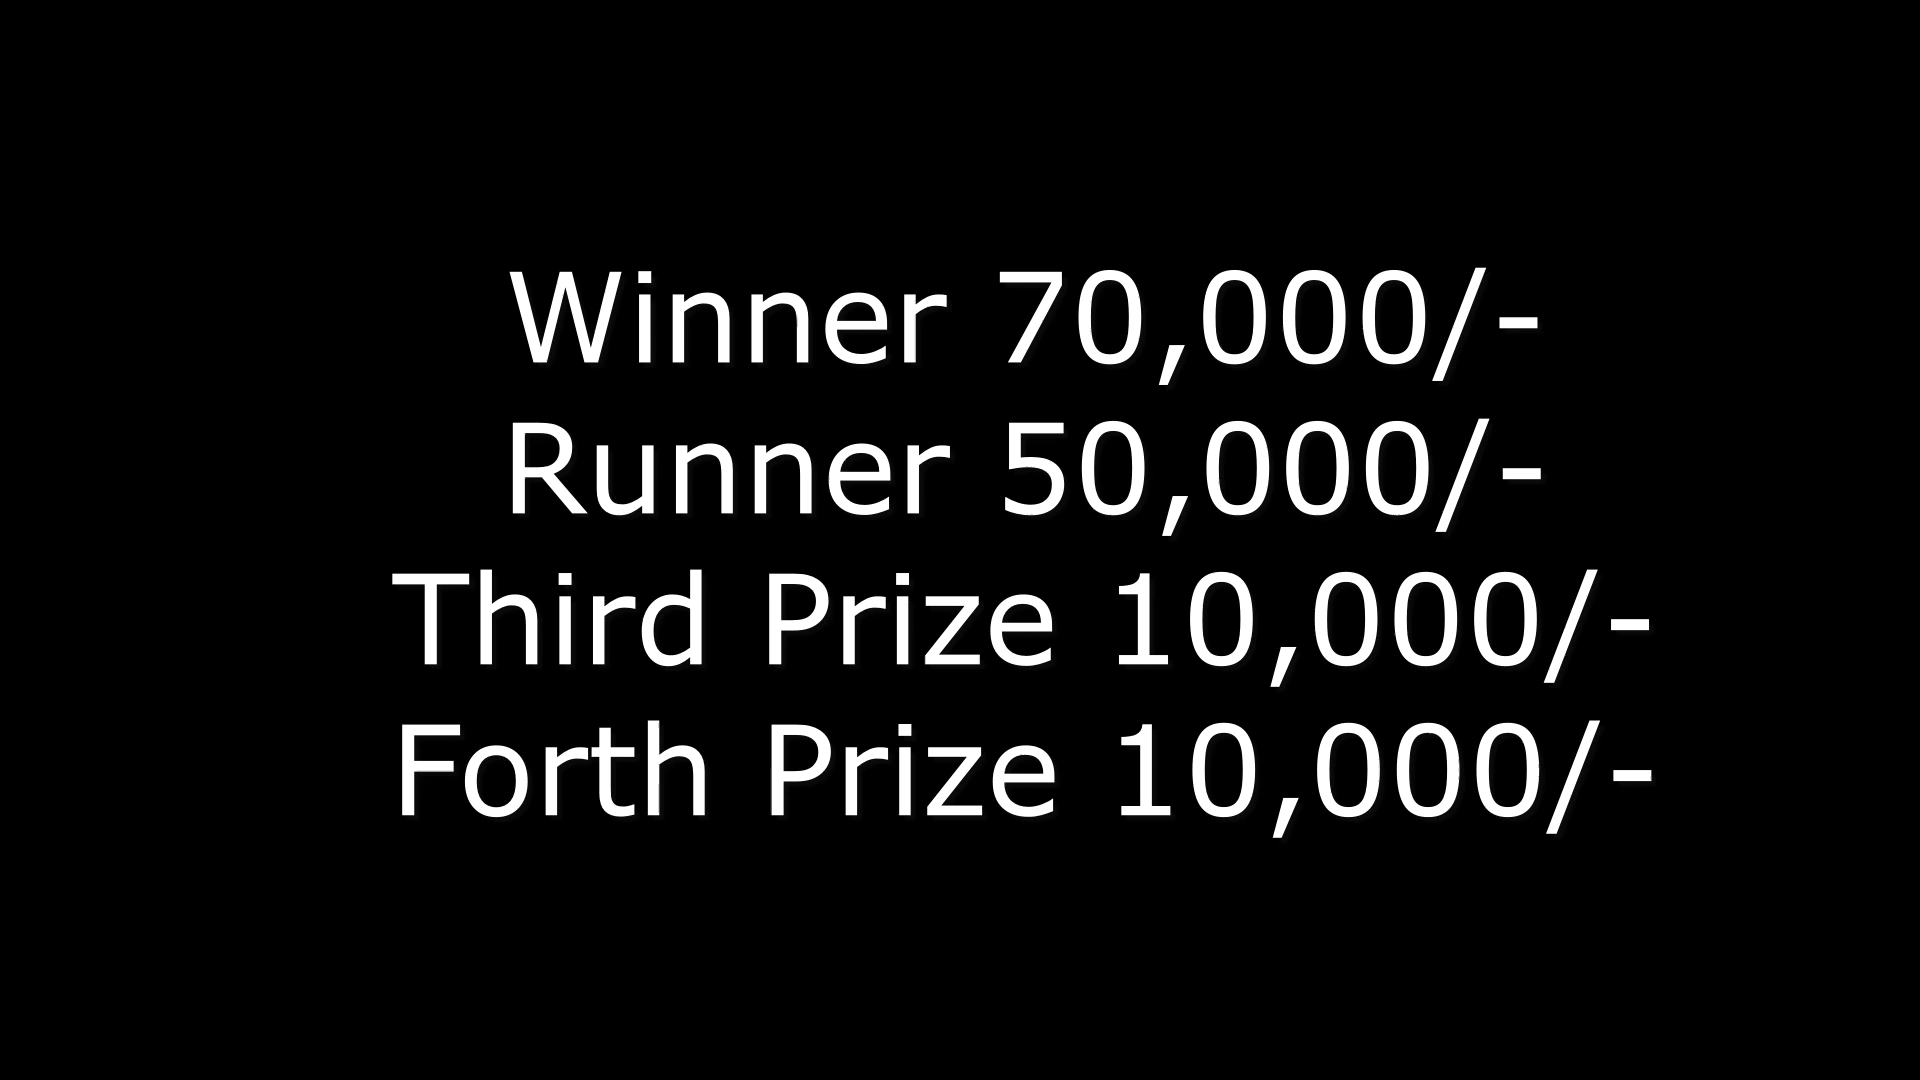 Winner 70,000/-
Runner 50,000/-
Third Prize 10,000/-
Forth Prize 10,000/-